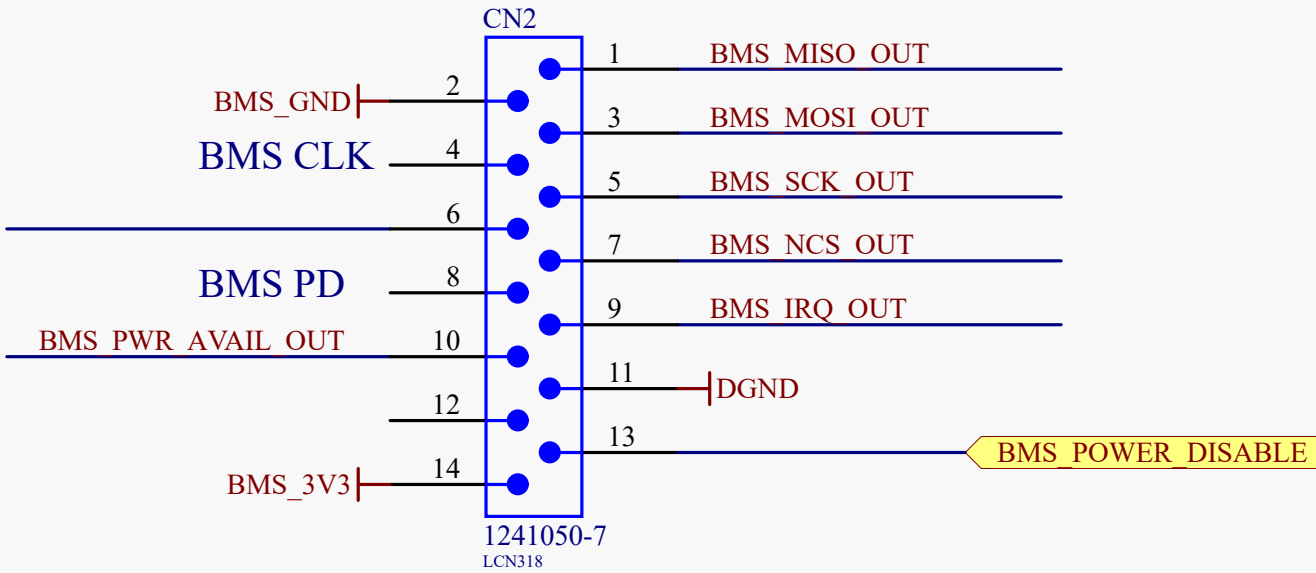 CN2
1 BMS_MISO_OUT
BMS_GND 2
3 BMS_MOSI_OUT
BMS CLK 4
5 BMS_SCK_OUT
6
7 BMS_NCS_OUT
BMS PD 8
9 BMS_IRQ_OUT
BMS_PWR_AVAIL_OUT 10
11 DGND
12
13 BMS_POWER_DISABLE
BMS_3V3 14
1241050-7
LCN318